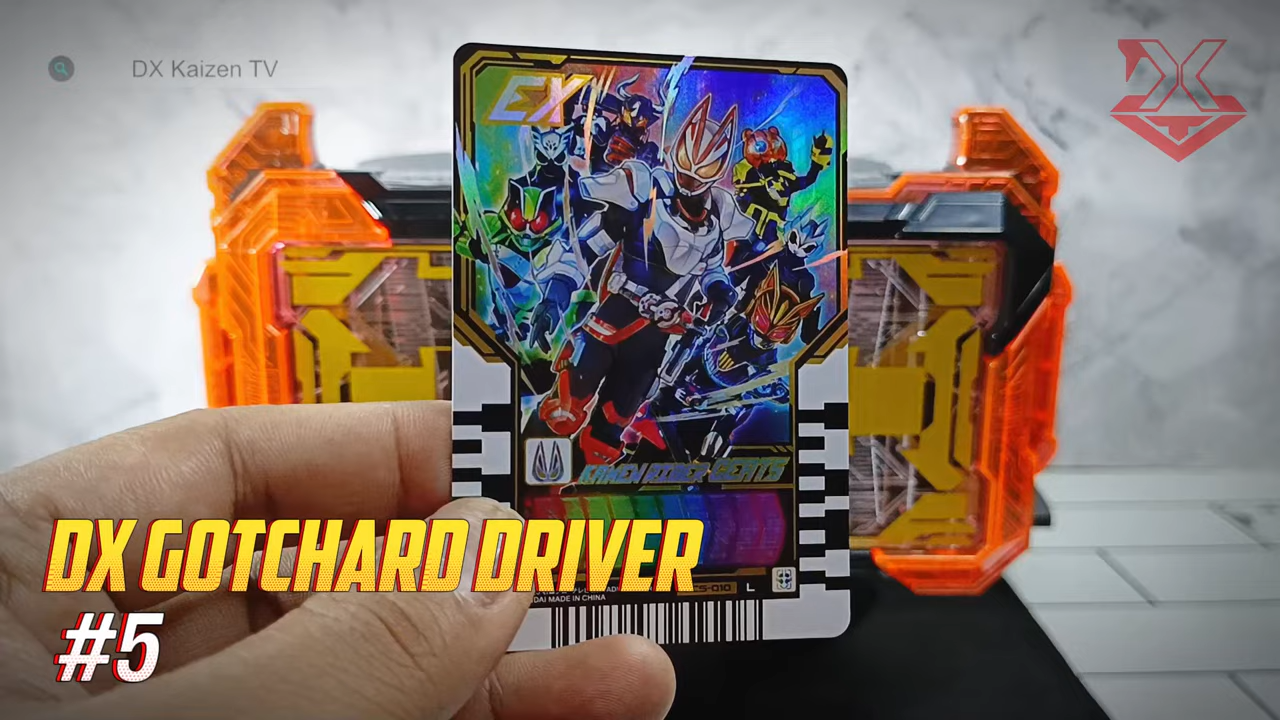 DX Kaizen TV
EX
KAMEN RIDER GEATS
DX GOTCHARD DRIVER
L
DAI MADE IN CHINA
#5